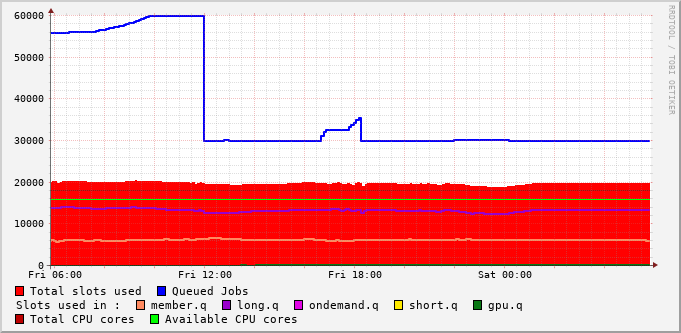 RRDTOOL / TOBI OETIKER
60000
50000
40000
30000
20000
10000
0
Fri 06:00 Fri 12:00 Fri 18:00 Sat 00:00
Total slots used Queued Jobs
Slots used in : member.q long.q ondemand.q short.q gpu.q
Total CPU cores Available CPU cores